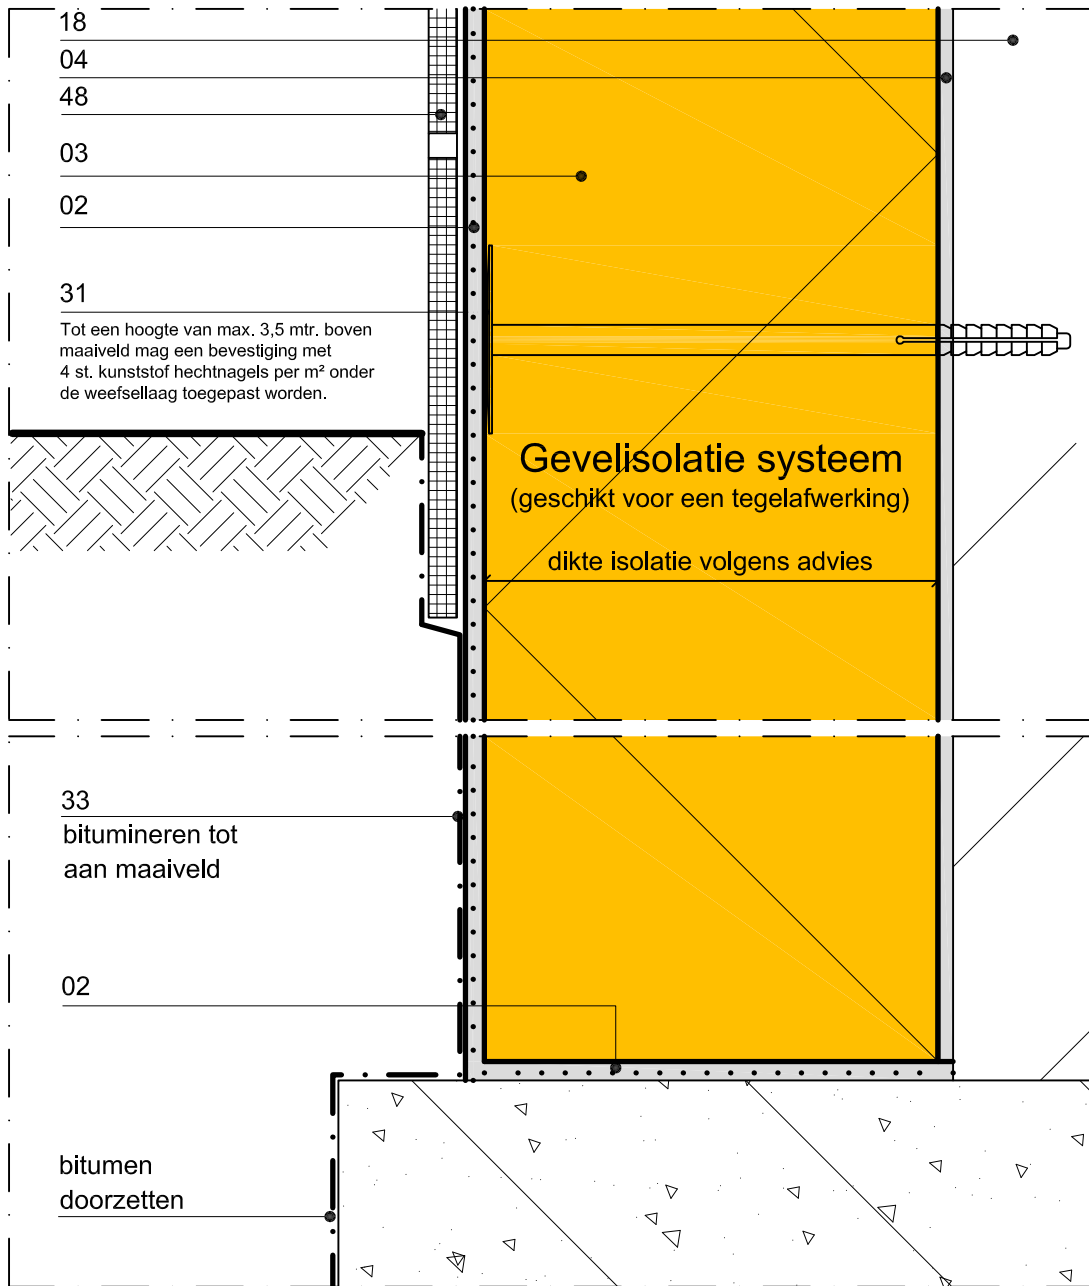 18
04
48
03
02
31
Tot een hoogte van max. 3,5 mtr. boven
maaiveld mag een bevestiging met
4 st. kunststof hechtnagels per m² onder
de weefsellaag toegepast worden.
Gevelisolatie systeem
(geschikt voor een tegelafwerking)
dikte isolatie volgens advies
33
bitumineren tot
aan maaiveld
02
bitumen
doorzetten